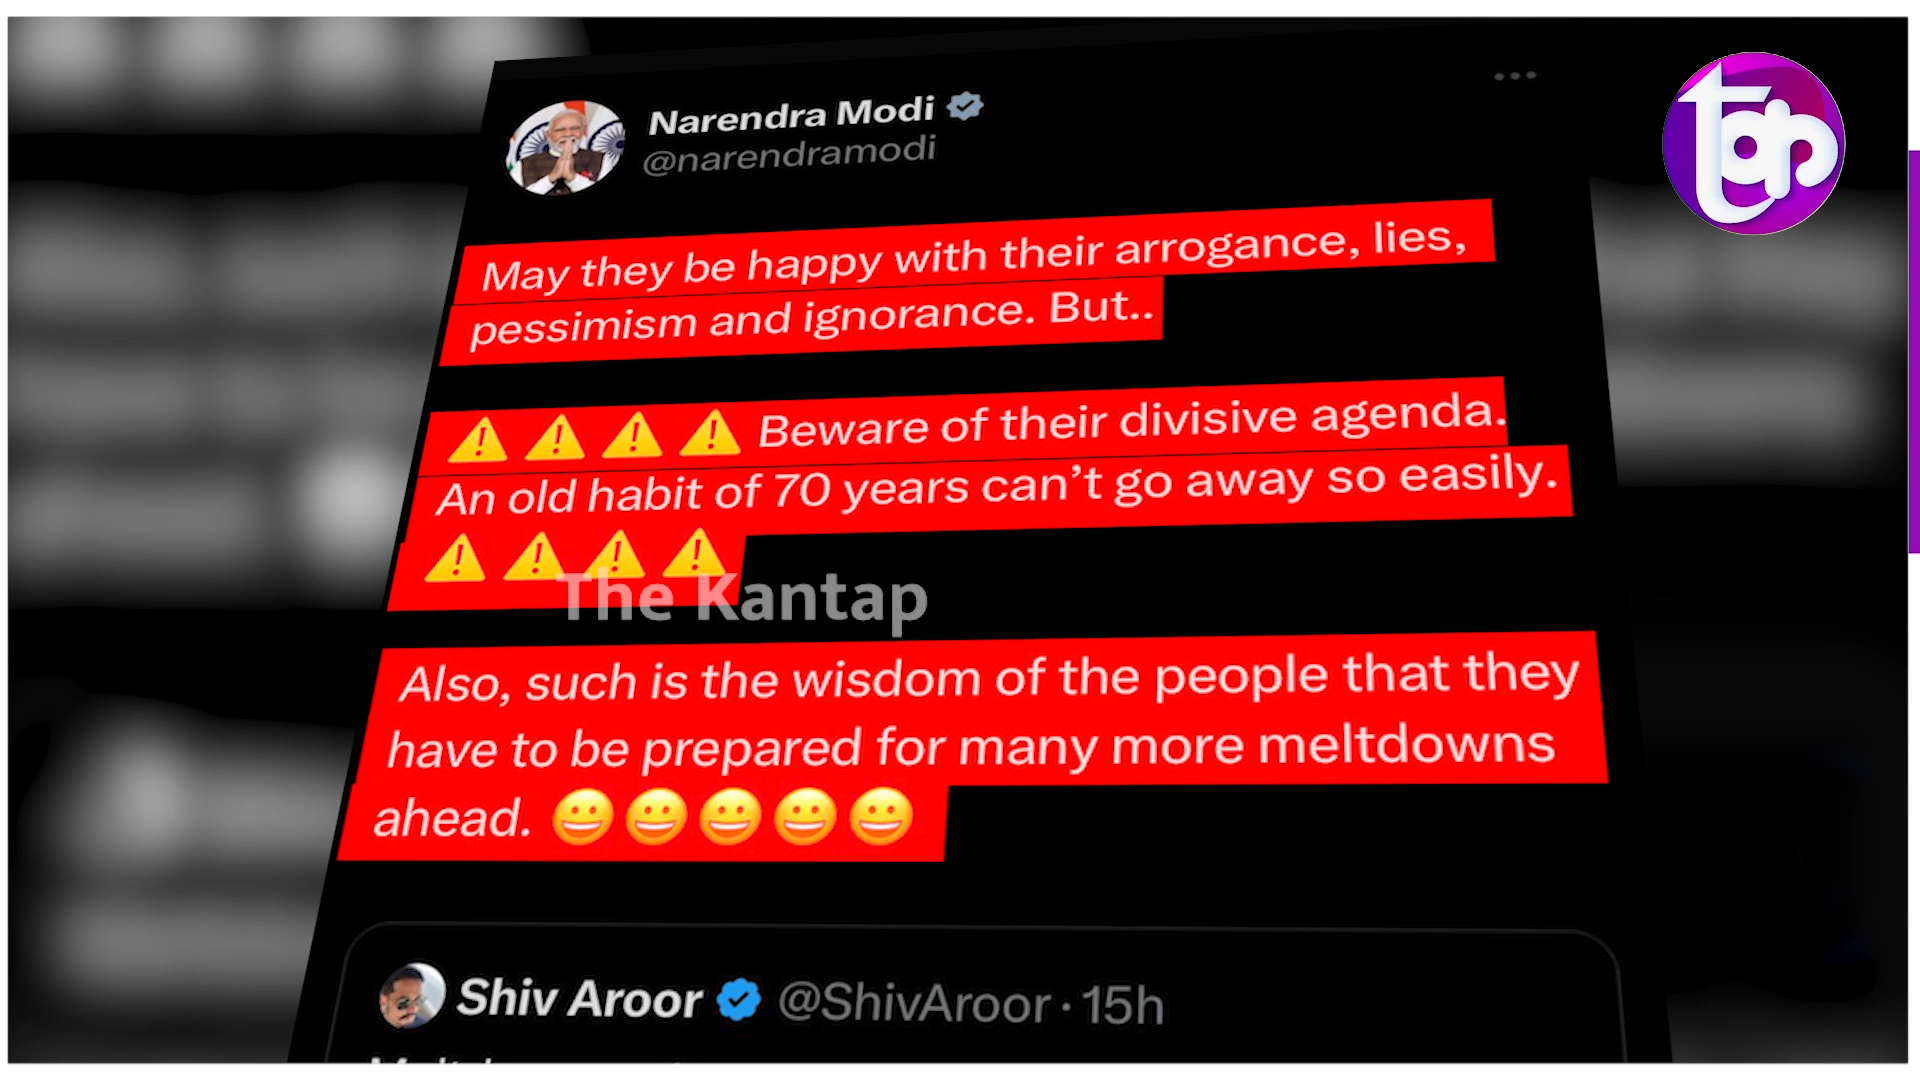 Narendra Modi
@narendramodi
tap
May they be happy with their arrogance, lies,
pessimism and ignorance. But..
⚠️ ⚠️ ⚠️ ⚠️ Beware of their divisive agenda.
An old habit of 70 years can’t go away so easily.
⚠️ ⚠️ ⚠️ ⚠️
The Kantap
Also, such is the wisdom of the people that they
have to be prepared for many more meltdowns
ahead. 😀😀😀😀😀
Shiv Aroor @ShivAroor · 15h